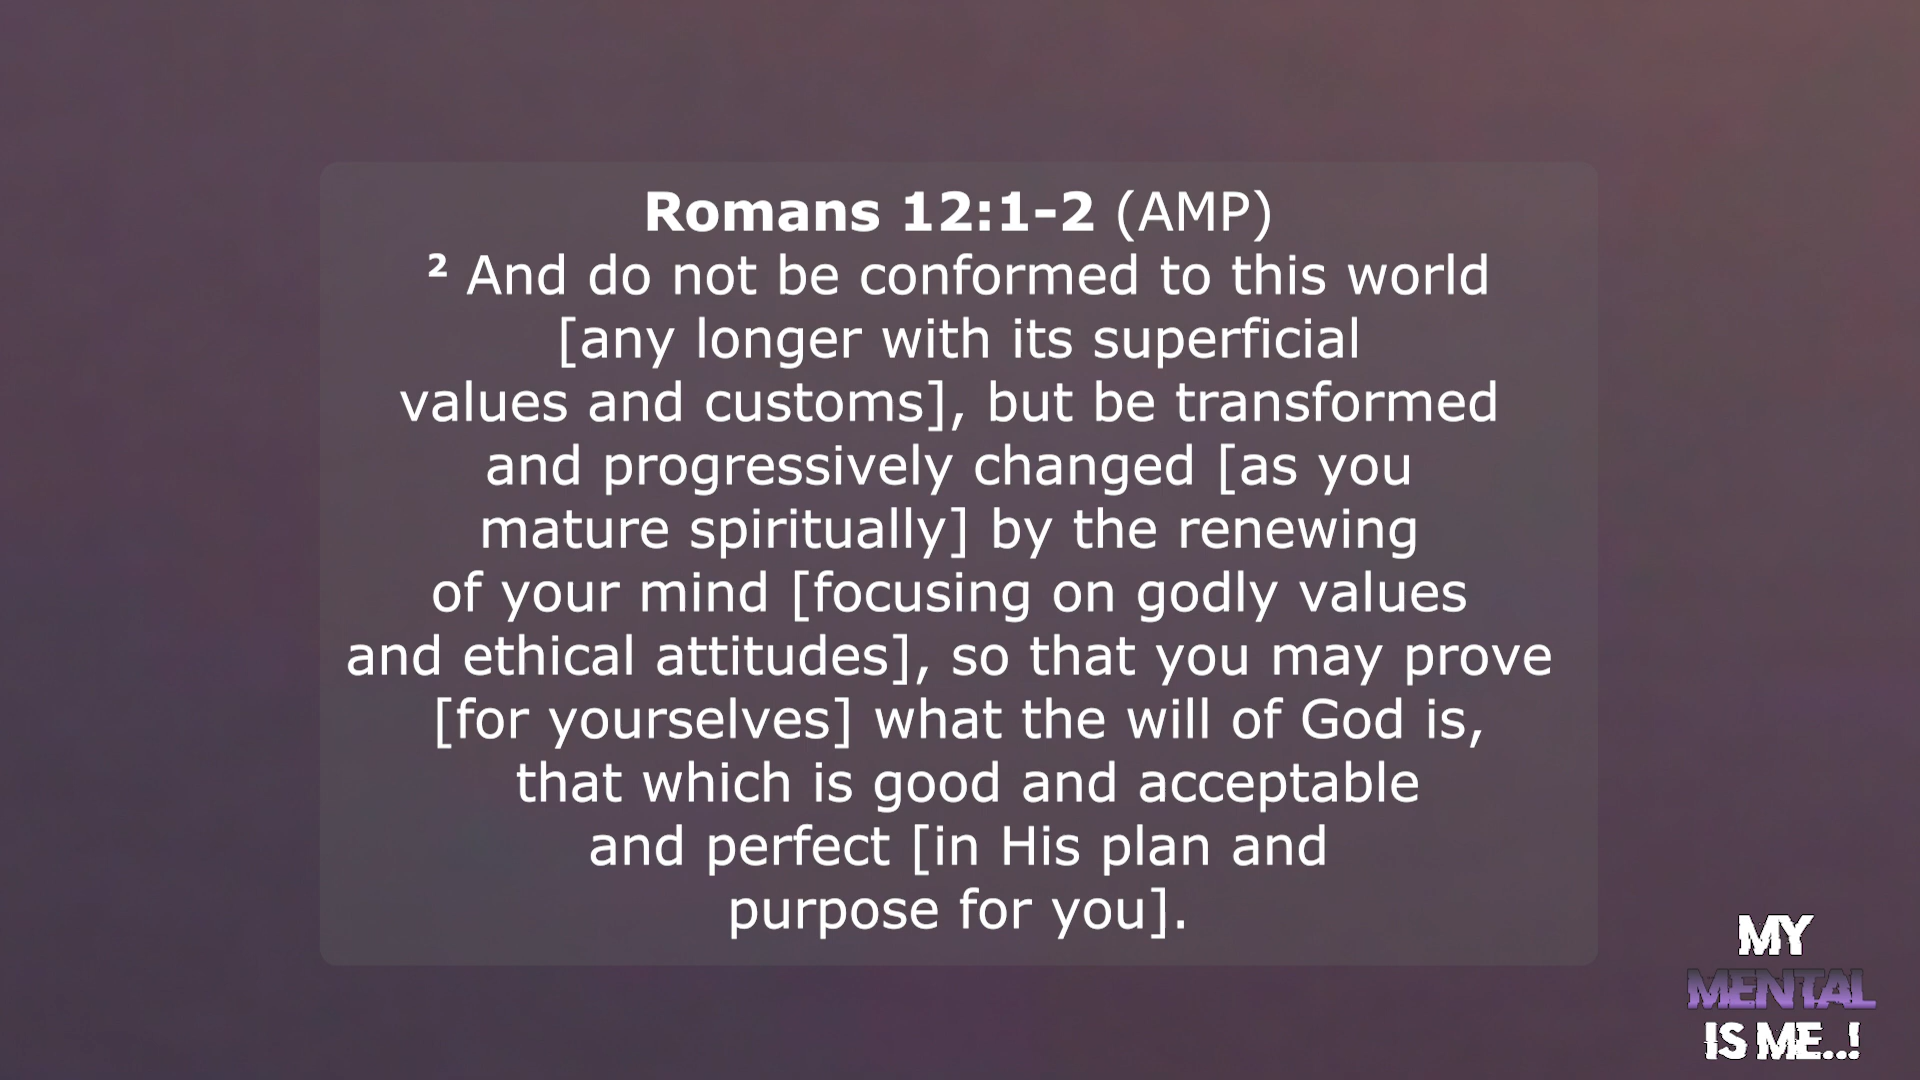 Romans 12:1-2 (AMP)
² And do not be conformed to this world
[any longer with its superficial
values and customs], but be transformed
and progressively changed [as you
mature spiritually] by the renewing
of your mind [focusing on godly values
and ethical attitudes], so that you may prove
[for yourselves] what the will of God is,
that which is good and acceptable
and perfect [in His plan and
purpose for you].
MY
MENTAL
IS ME..!